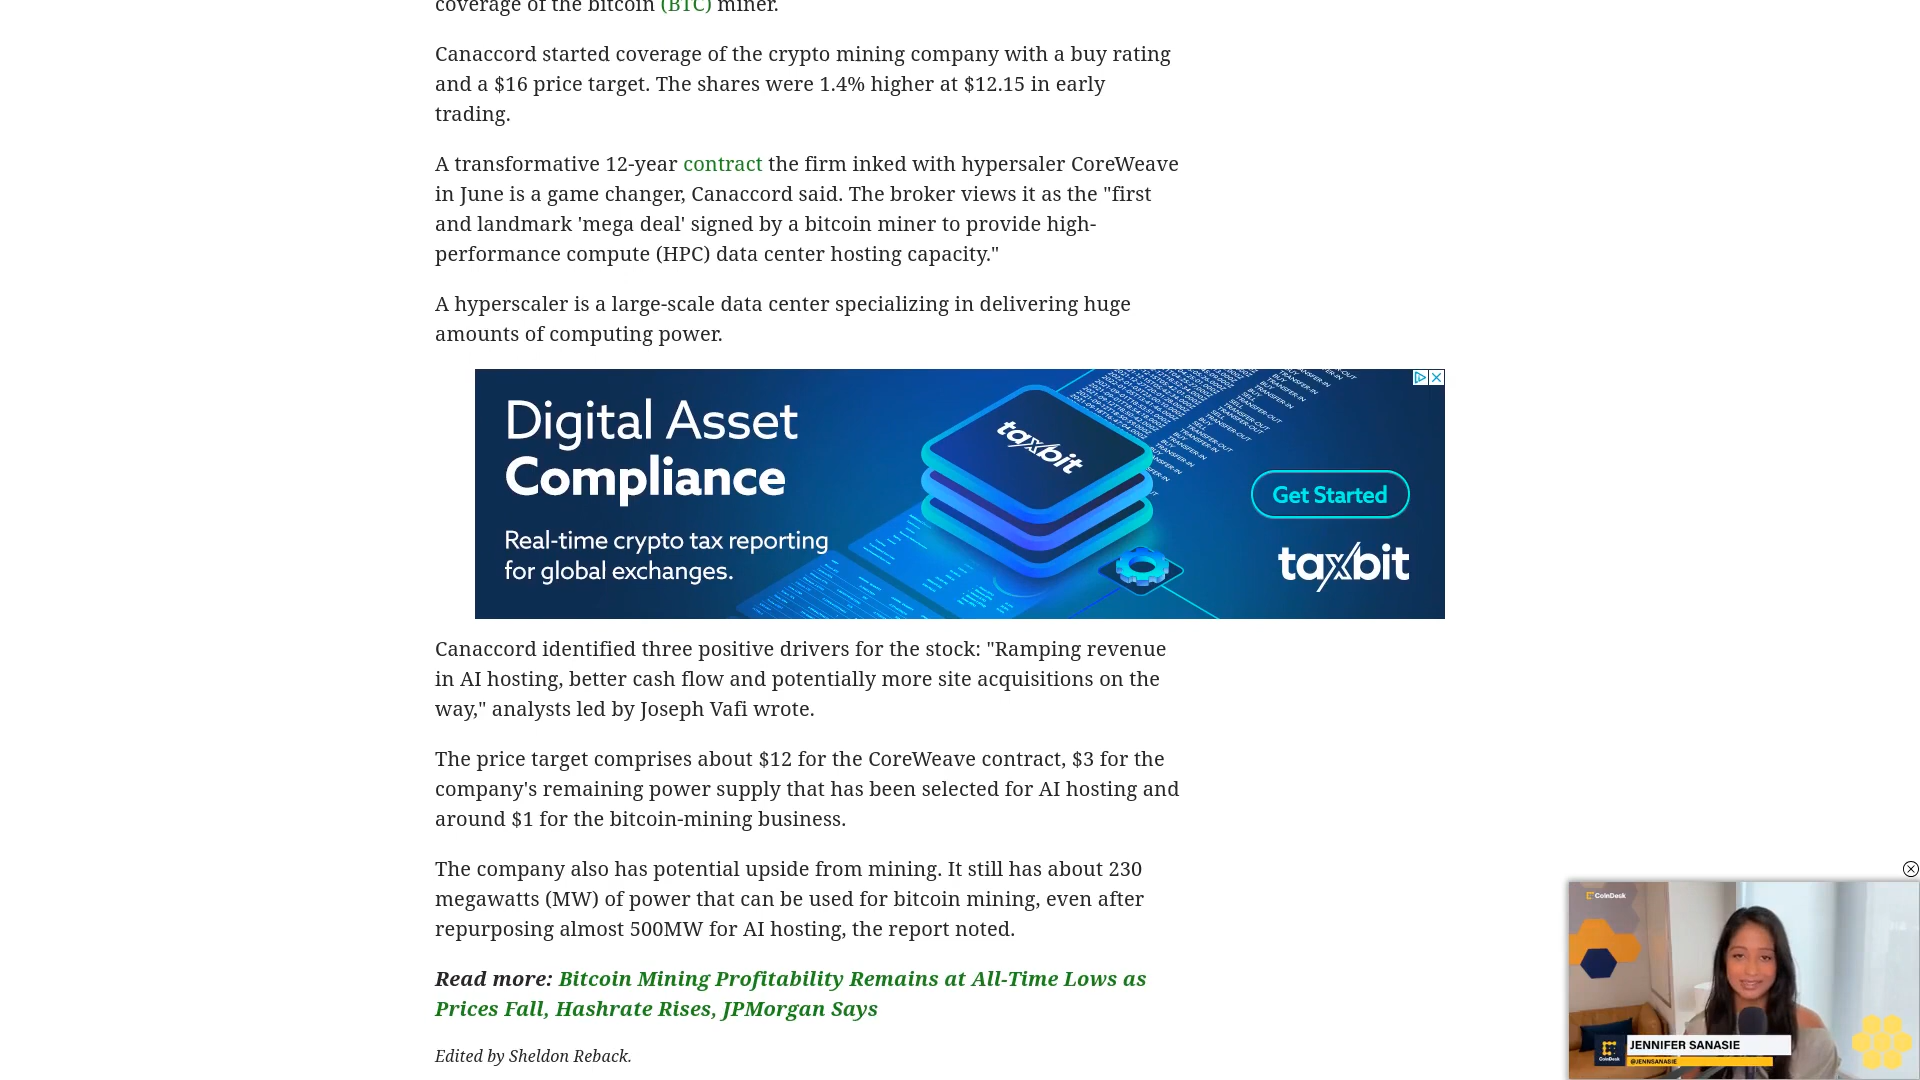 coverage of the bitcoin (BTC) miner.
Canaccord started coverage of the crypto mining company with a buy rating
and a $16 price target. The shares were 1.4% higher at $12.15 in early
trading.
A transformative 12-year contract the firm inked with hypersaler CoreWeave
in June is a game changer, Canaccord said. The broker views it as the "first
and landmark 'mega deal' signed by a bitcoin miner to provide high-
performance compute (HPC) data center hosting capacity."
A hyperscaler is a large-scale data center specializing in delivering huge
amounts of computing power.
Digital Asset
Compliance
Real-time crypto tax reporting
for global exchanges.
taxbit
Get Started
taxbit
Canaccord identified three positive drivers for the stock: "Ramping revenue
in AI hosting, better cash flow and potentially more site acquisitions on the
way," analysts led by Joseph Vafi wrote.
The price target comprises about $12 for the CoreWeave contract, $3 for the
company's remaining power supply that has been selected for AI hosting and
around $1 for the bitcoin-mining business.
The company also has potential upside from mining. It still has about 230
megawatts (MW) of power that can be used for bitcoin mining, even after
repurposing almost 500MW for AI hosting, the report noted.
Read more: Bitcoin Mining Profitability Remains at All-Time Lows as
Prices Fall, Hashrate Rises, JPMorgan Says
Edited by Sheldon Reback.
CoinDesk
CoinDesk
JENNIFER SANASIE
@JENNSANASIE